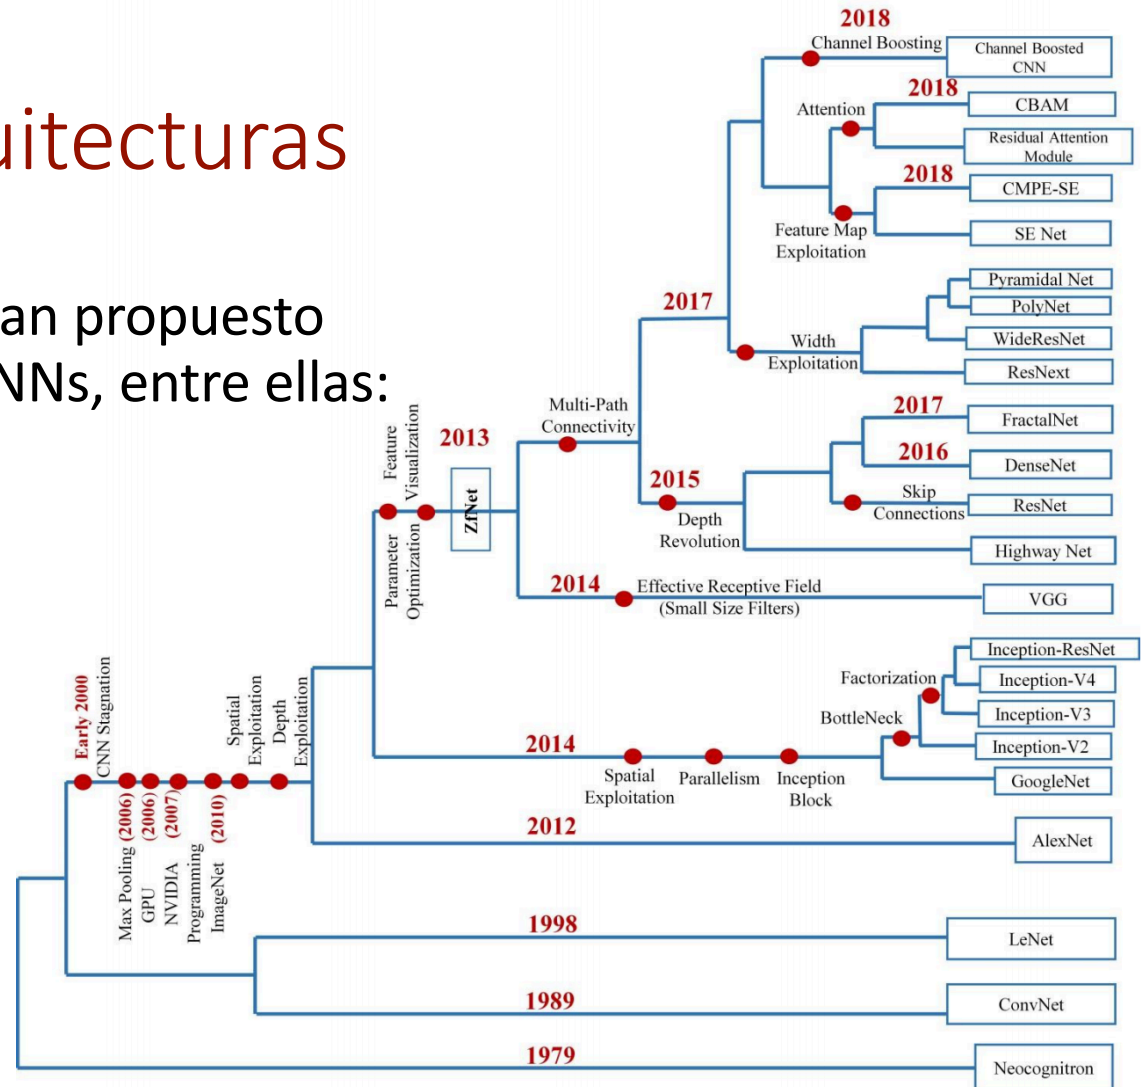 uitecturas
an propuesto
NNs, entre ellas:
2018
Channel Boosting
Channel Boosted
CNN
2018
Attention
CBAM
Residual Attention
Module
2018
CMPE-SE
Feature Map
Exploitation
SE Net
2017
Pyramidal Net
PolyNet
Width
Exploitation
WideResNet
ResNext
Multi-Path
Connectivity
2017
FractalNet
2016
DenseNet
2015
Depth
Revolution
Skip
Connections
ResNet
Highway Net
Feature
Visualization
2013
ZfNet
Parameter
Optimization
2014
Effective Receptive Field
(Small Size Filters)
VGG
Inception-ResNet
Factorization
Inception-V4
Inception-V3
BottleNeck
Inception-V2
2014
Spatial
Exploitation
Parallelism
Inception
Block
GoogleNet
Early 2000
CNN Stagnation
Spatial
Exploitation
Depth
Exploitation
Max Pooling (2006)
GPU (2006)
NVIDIA (2007)
Programming
ImageNet (2010)
2012
AlexNet
1998
LeNet
1989
ConvNet
1979
Neocognitron